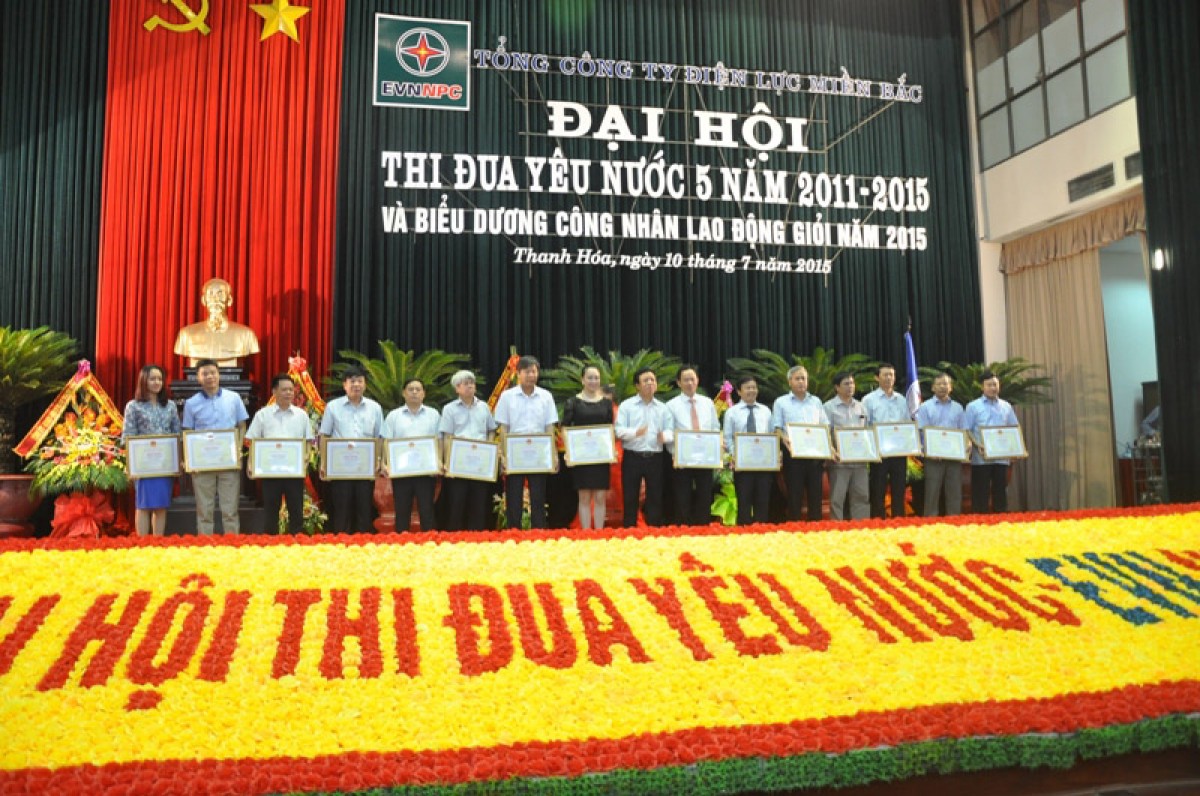 EVNNPC
TỔNG CÔNG TY ĐIỆN LỰC MIỀN BẮC
ĐẠI HỘI
THI ĐUA YÊU NƯỚC 5 NĂM 2011-2015
VÀ BIỂU DƯƠNG CÔNG NHÂN LAO ĐỘNG GIỎI NĂM 2015
Thanh Hóa, ngày 10 tháng 7 năm 2015
I HỘI THI ĐUA YÊU NƯỚC-EVN